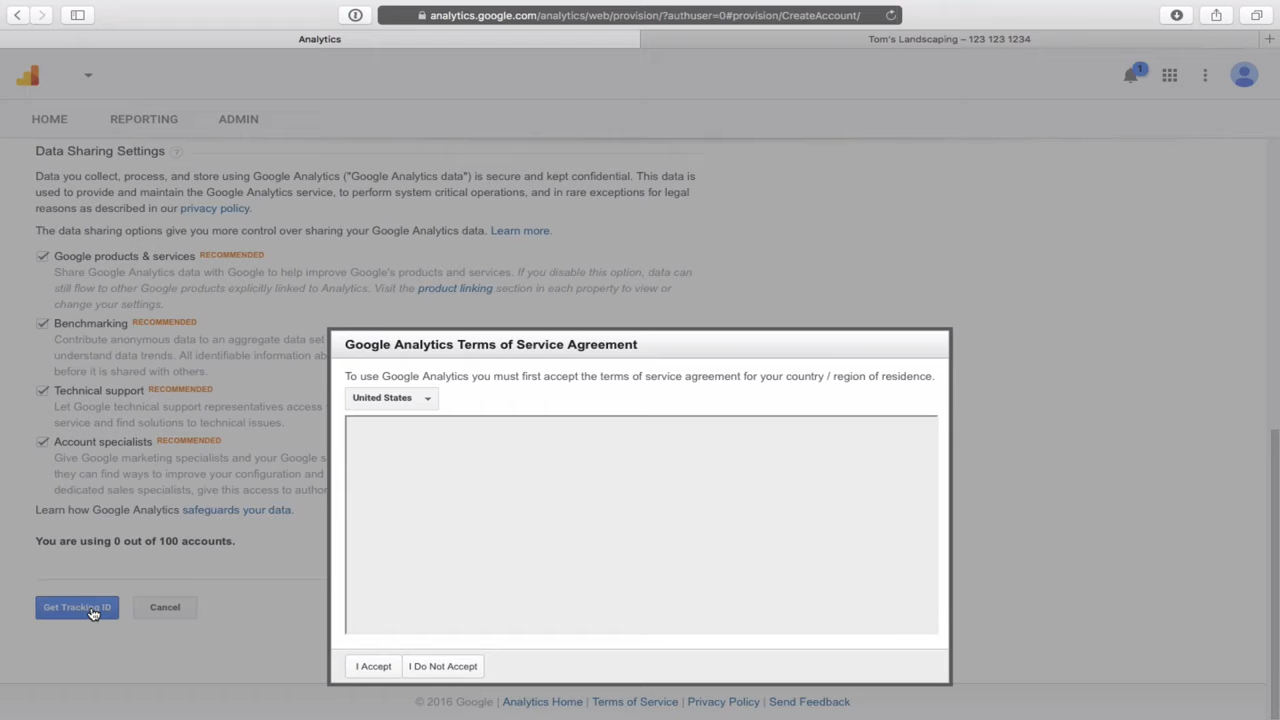 analytics.google.com/analytics/web/provision/?authuser=0#provision/CreateAccount/
Analytics
Tom's Landscaping – 123 123 1234
1
HOME
REPORTING
ADMIN
Data Sharing Settings ?
Data you collect, process, and store using Google Analytics ("Google Analytics data") is secure and kept confidential. This data is
used to provide and maintain the Google Analytics service, to perform system critical operations, and in rare exceptions for legal
reasons as described in our privacy policy.
The data sharing options give you more control over sharing your Google Analytics data. Learn more.
Google products & services RECOMMENDED
Share Google Analytics data with Google to help improve Google's products and services. If you disable this option, data can
still flow to other Google products explicitly linked to Analytics. Visit the product linking section in each property to view or
change your settings.
Benchmarking RECOMMENDED
Contribute anonymous data to an aggregate data set
understand data trends. All identifiable information ab
before it is shared with others.
Technical support RECOMMENDED
Let Google technical support representatives access
service and find solutions to technical issues.
Account specialists RECOMMENDED
Give Google marketing specialists and your Google s
they can find ways to improve your configuration and
dedicated sales specialists, give this access to author
Learn how Google Analytics safeguards your data.
You are using 0 out of 100 accounts.
Get Tracking ID
Cancel
Google Analytics Terms of Service Agreement
To use Google Analytics you must first accept the terms of service agreement for your country / region of residence.
United States
I Accept
I Do Not Accept
© 2016 Google | Analytics Home | Terms of Service | Privacy Policy | Send Feedback